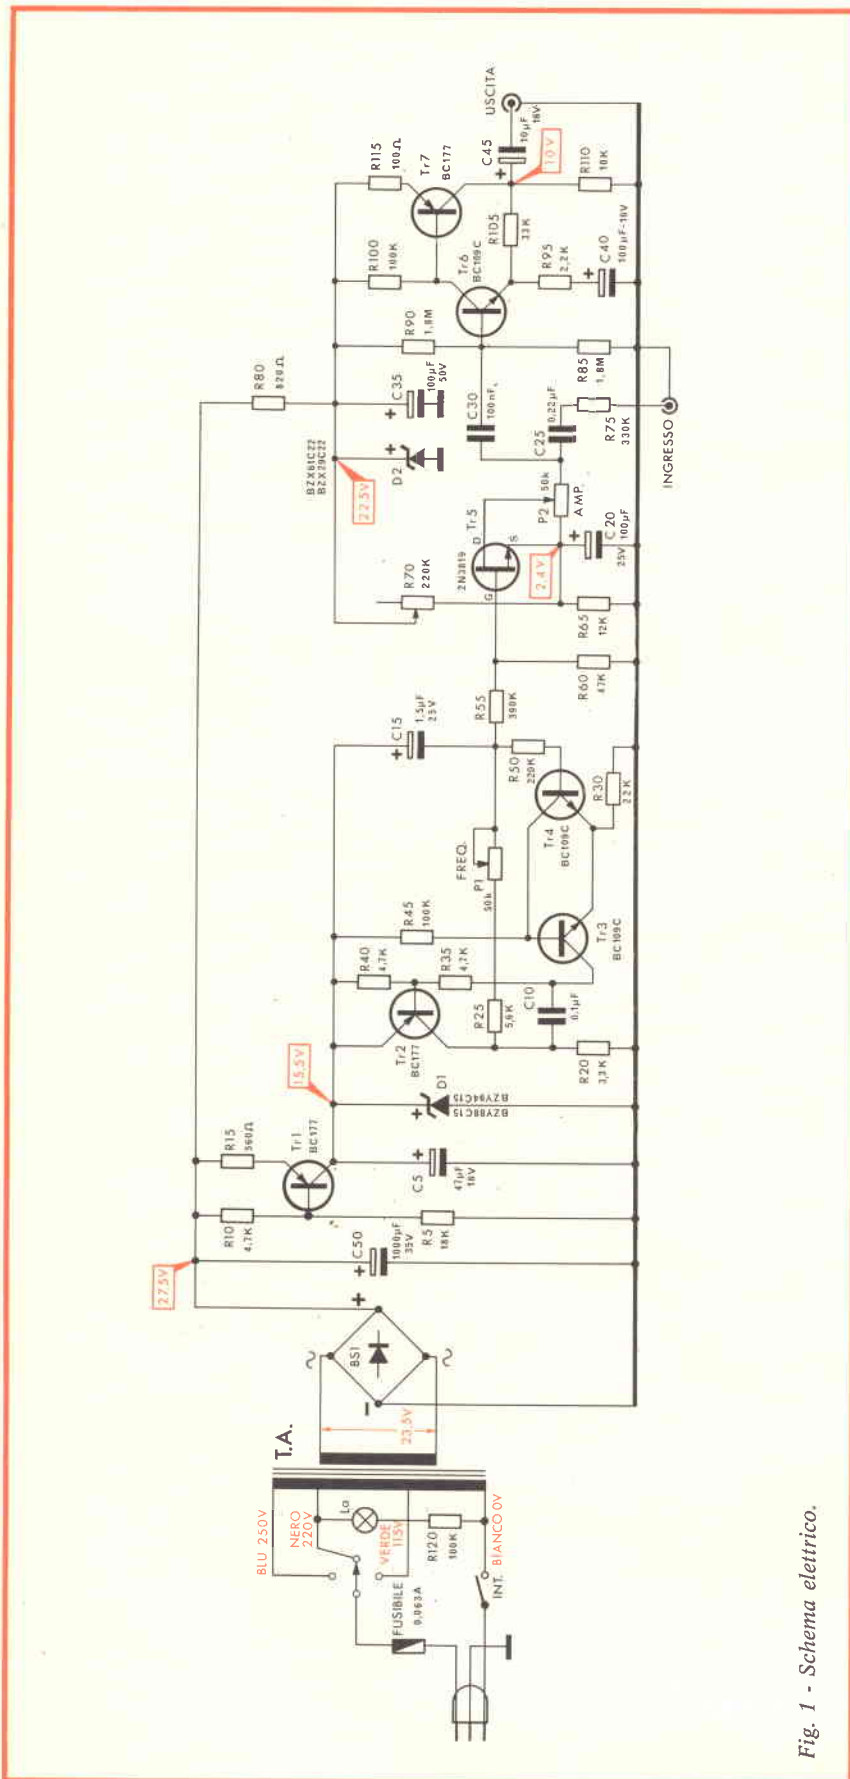 BLU 250V
NERO
220V
VERDE
115V
BIANCO 0V
FUSIBILE
0,063A
INT.
La
R120
100K
T.A.
23,5V
BS1
+
−
27,5V
C50
1000µF
35V
R10
4,7K
R5
18K
R15
560Ω
Tr1
BC177
C5
47µF
16V
15,5V
D1
BZY94C15
BZY88C15
Tr2
BC177
R20
3,3K
R25
5,6K
C10
0,1µF
R40
4,7K
R35
4,7K
R45
100K
Tr3
BC109C
FREQ.
P1
50k
Tr4
BC109C
R30
22K
R50
220K
C15
1,5µF
25V
R55
390K
R60
47K
R65
12K
R70
220K
2N3819
Tr5
G
D
S
2,4V
C20
100µF
25V
P2
50k
AMP.
C25
0,22µF
R75
330K
INGRESSO
C30
100nF
22,5V
BZX61C22
BZX29C22
D2
C35
100µF
50V
R80
820Ω
R90
1,8M
R85
1,8M
R100
100K
Tr6
BC109C
R95
2,2K
C40
100µF-16V
R105
33K
R115
100Ω
Tr7
BC177
10V
R110
10K
C45
10µF
16V
USCITA
Fig. 1 - Schema elettrico.